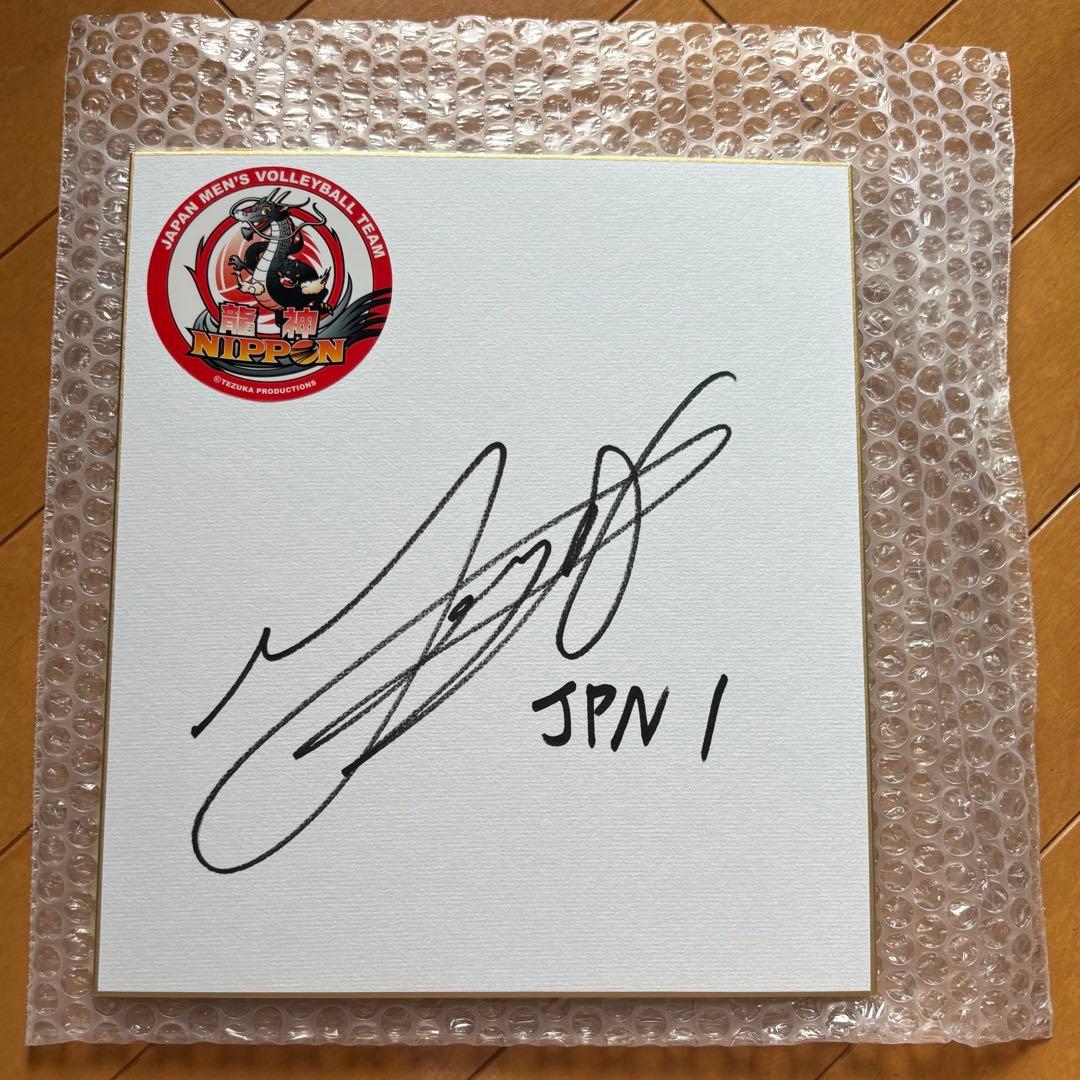 JAPAN MEN'S VOLLEYBALL TEAM
龍神
NIPPON
©TEZUKA PRODUCTIONS
JPN 1